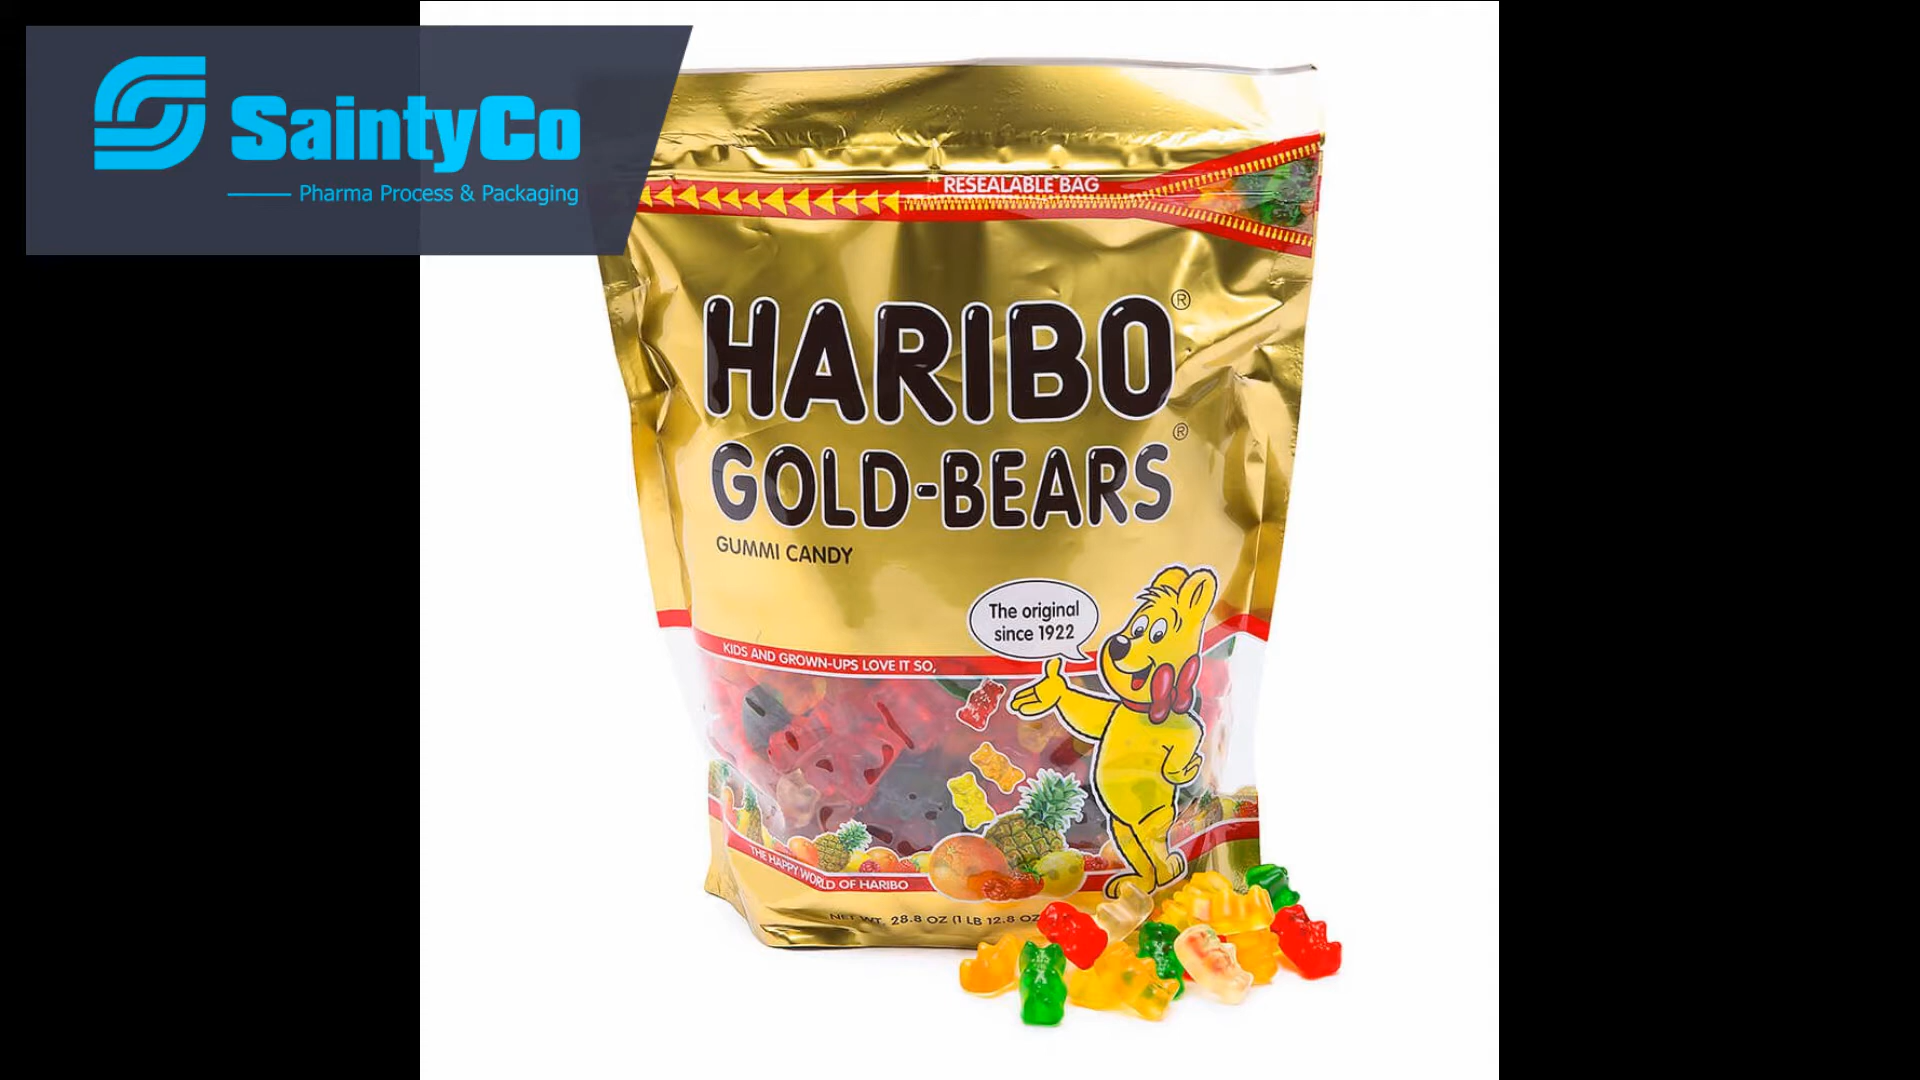 SaintyCo
Pharma Process & Packaging
RESEALABLE BAG
HARIBO®
GOLD-BEARS®
GUMMI CANDY
The original
since 1922
KIDS AND GROWN-UPS LOVE IT SO,
THE HAPPY WORLD OF HARIBO
NET WT. 28.8 OZ (1 LB 12.8 OZ